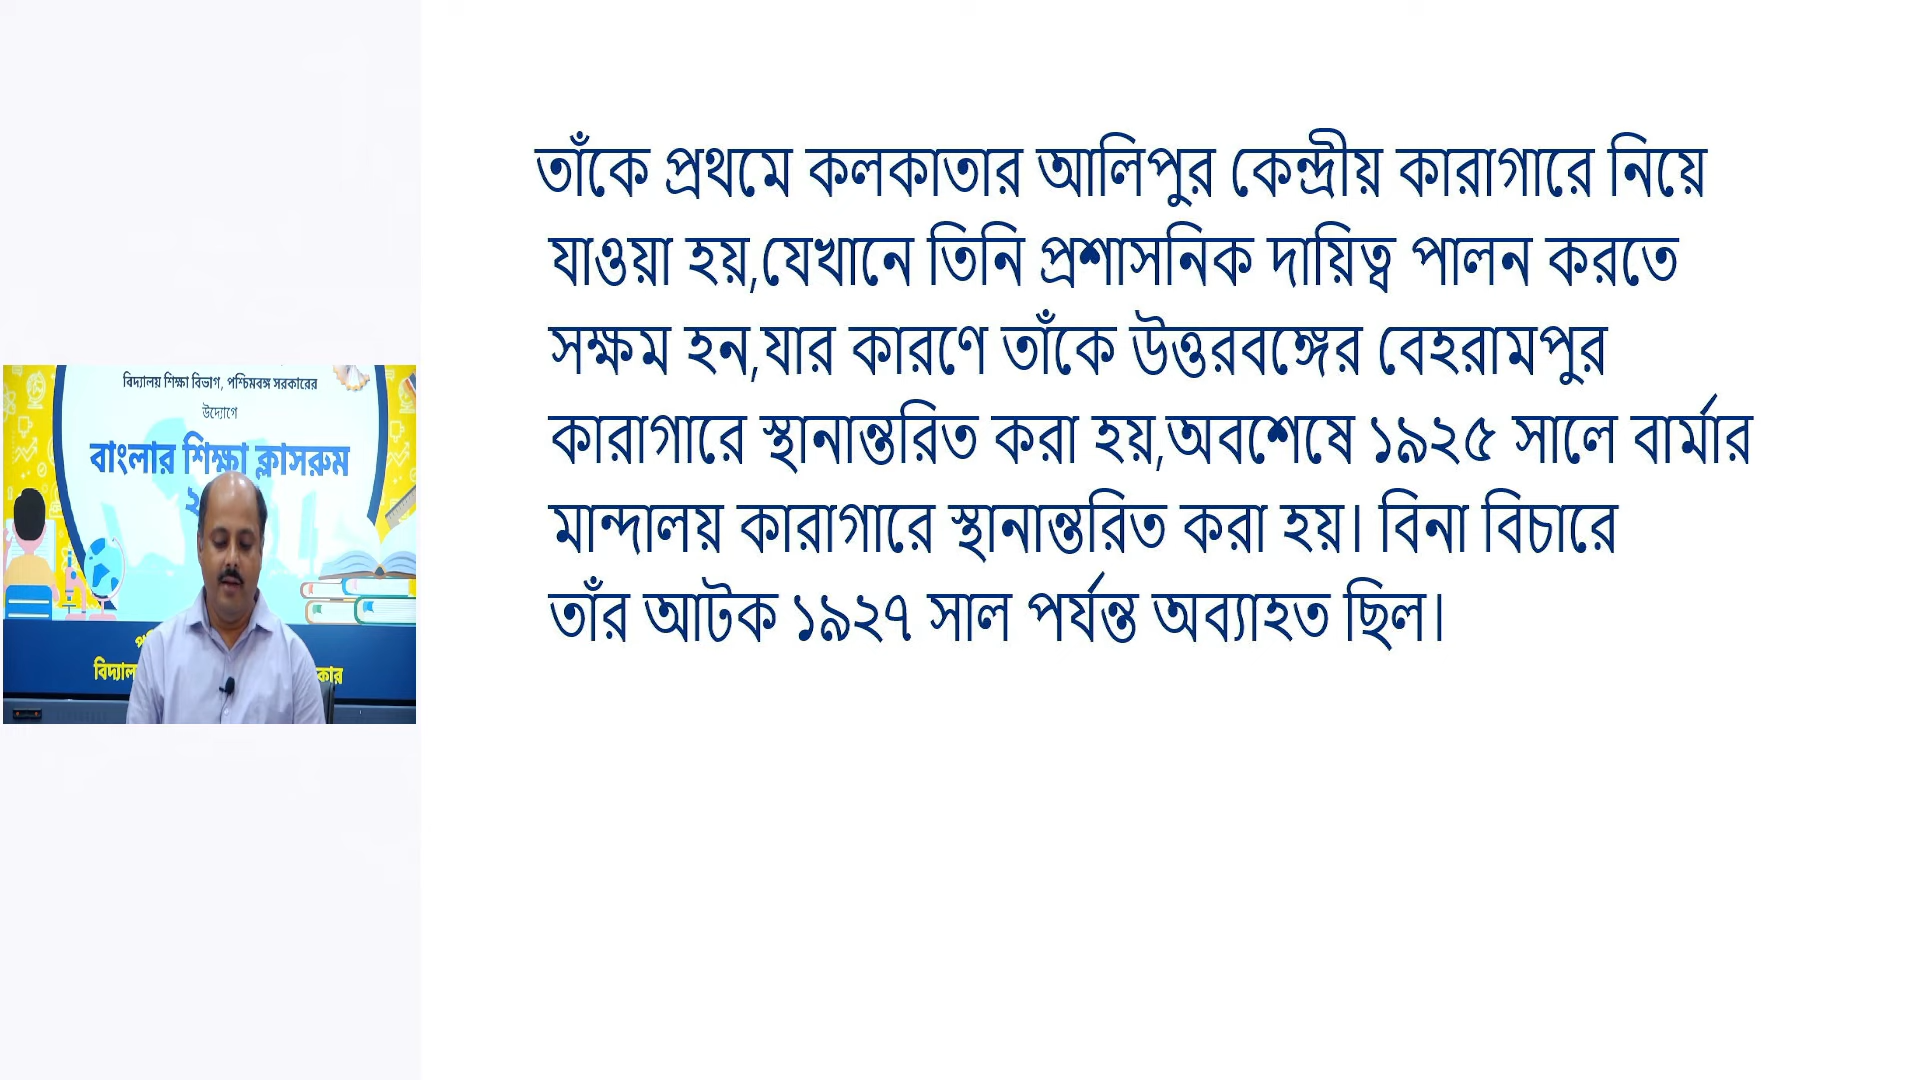 তাঁকে প্রথমে কলকাতার আলিপুর কেন্দ্রীয় কারাগারে নিয়ে
যাওয়া হয়,যেখানে তিনি প্রশাসনিক দায়িত্ব পালন করতে
সক্ষম হন,যার কারণে তাঁকে উত্তরবঙ্গের বেহরামপুর
কারাগারে স্থানান্তরিত করা হয়,অবশেষে ১৯২৫ সালে বার্মার
মান্দালয় কারাগারে স্থানান্তরিত করা হয়। বিনা বিচারে
তাঁর আটক ১৯২৭ সাল পর্যন্ত অব্যাহত ছিল।
বিদ্যালয় শিক্ষা বিভাগ, পশ্চিমবঙ্গ সরকারের
উদ্যোগে
বাংলার শিক্ষা ক্লাসরুম